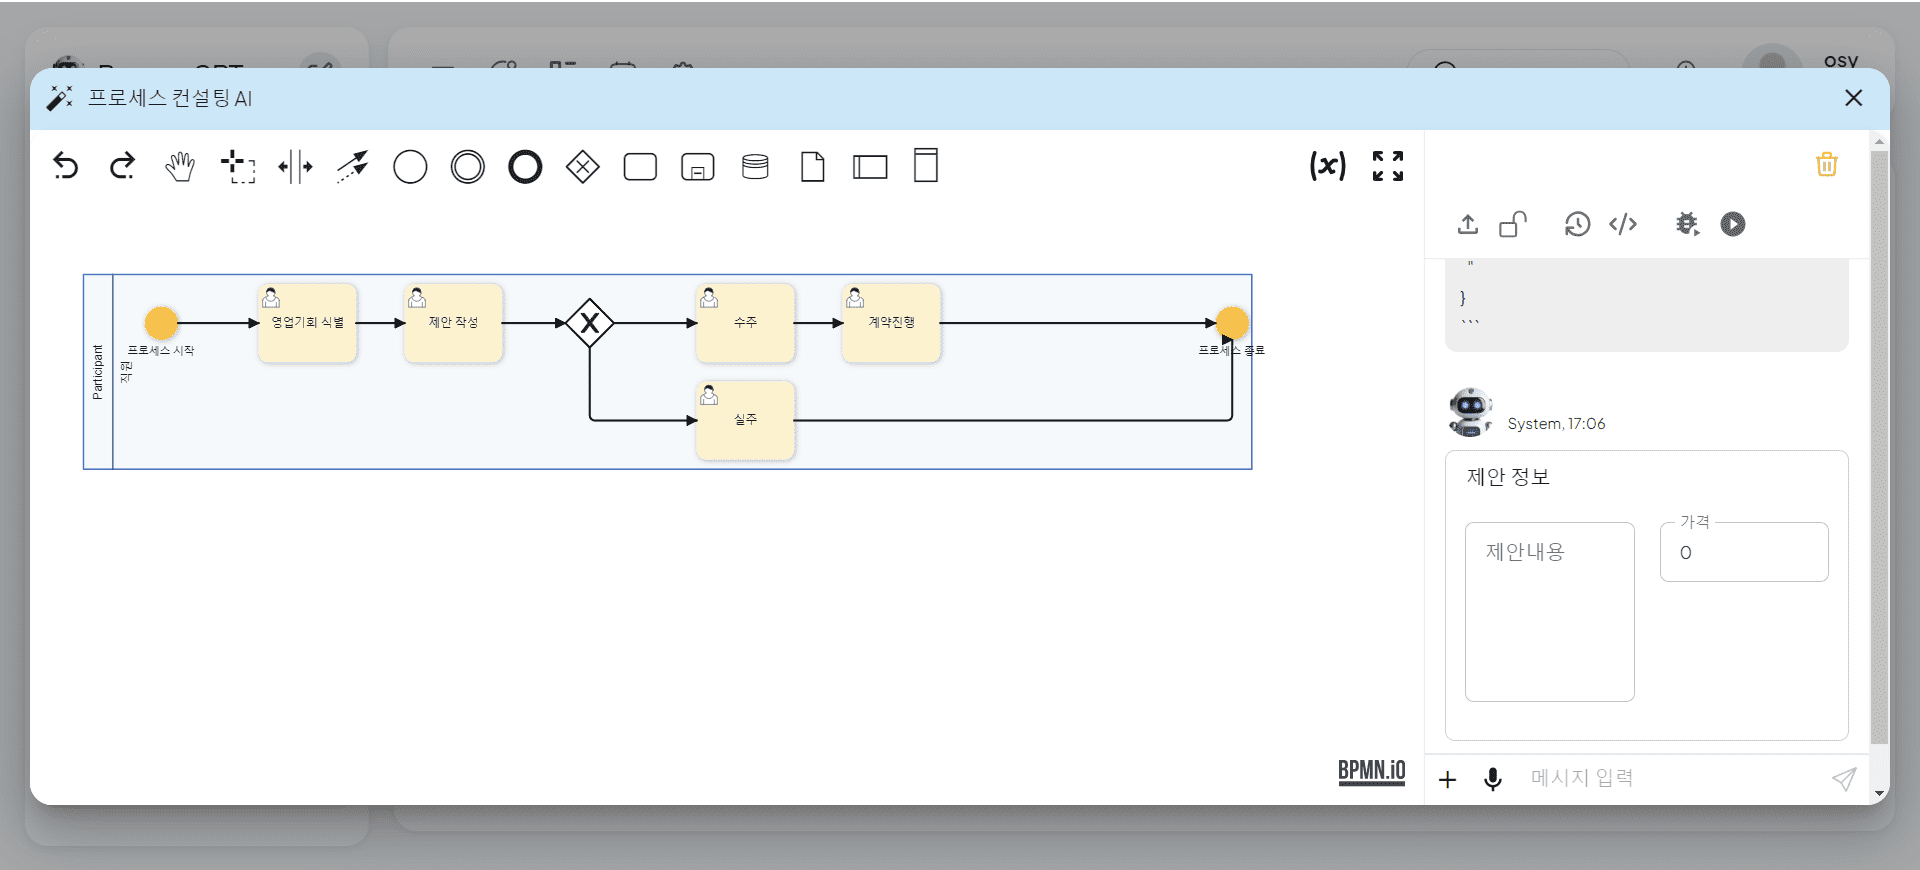 osv
프로세스 컨설팅 AI
(x)
Participant
직원
영업기회 식별
제안 작성
수주
계약진행
프로세스 시작
프로세스 종료
실주
"
}
```
System, 17:06
제안 정보
제안내용
가격
0
BPMN.iO
메시지 입력